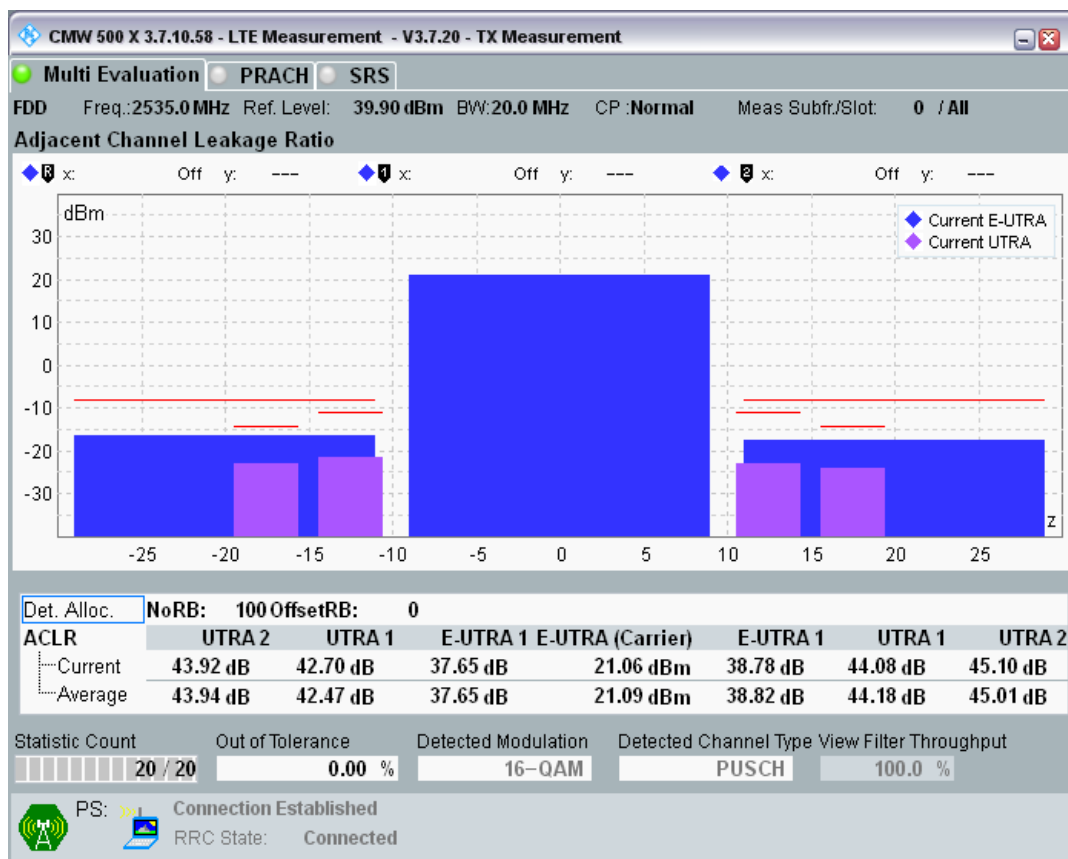 CMW 500 X 3.7.10.58 - LTE Measurement - V3.7.20 - TX Measurement
Multi Evaluation PRACH SRS
FDD Freq.:2535.0 MHz Ref. Level: 39.90 dBm BW:20.0 MHz CP :Normal Meas Subfr./Slot: 0 / All
Adjacent Channel Leakage Ratio
R x: Off y: --- 1 x: Off y: --- 2 x: Off y: ---
dBm
Current E-UTRA
Current UTRA
30
20
10
0
-10
-20
-30
z
-25 -20 -15 -10 -5 0 5 10 15 20 25
Det. Alloc. NoRB: 100 OffsetRB: 0
ACLR UTRA 2 UTRA 1 E-UTRA 1 E-UTRA (Carrier) E-UTRA 1 UTRA 1 UTRA 2
Current 43.92 dB 42.70 dB 37.65 dB 21.06 dBm 38.78 dB 44.08 dB 45.10 dB
Average 43.94 dB 42.47 dB 37.65 dB 21.09 dBm 38.82 dB 44.18 dB 45.01 dB
Statistic Count Out of Tolerance Detected Modulation Detected Channel Type View Filter Throughput
20 / 20 0.00 % 16-QAM PUSCH 100.0 %
PS: Connection Established
RRC State: Connected